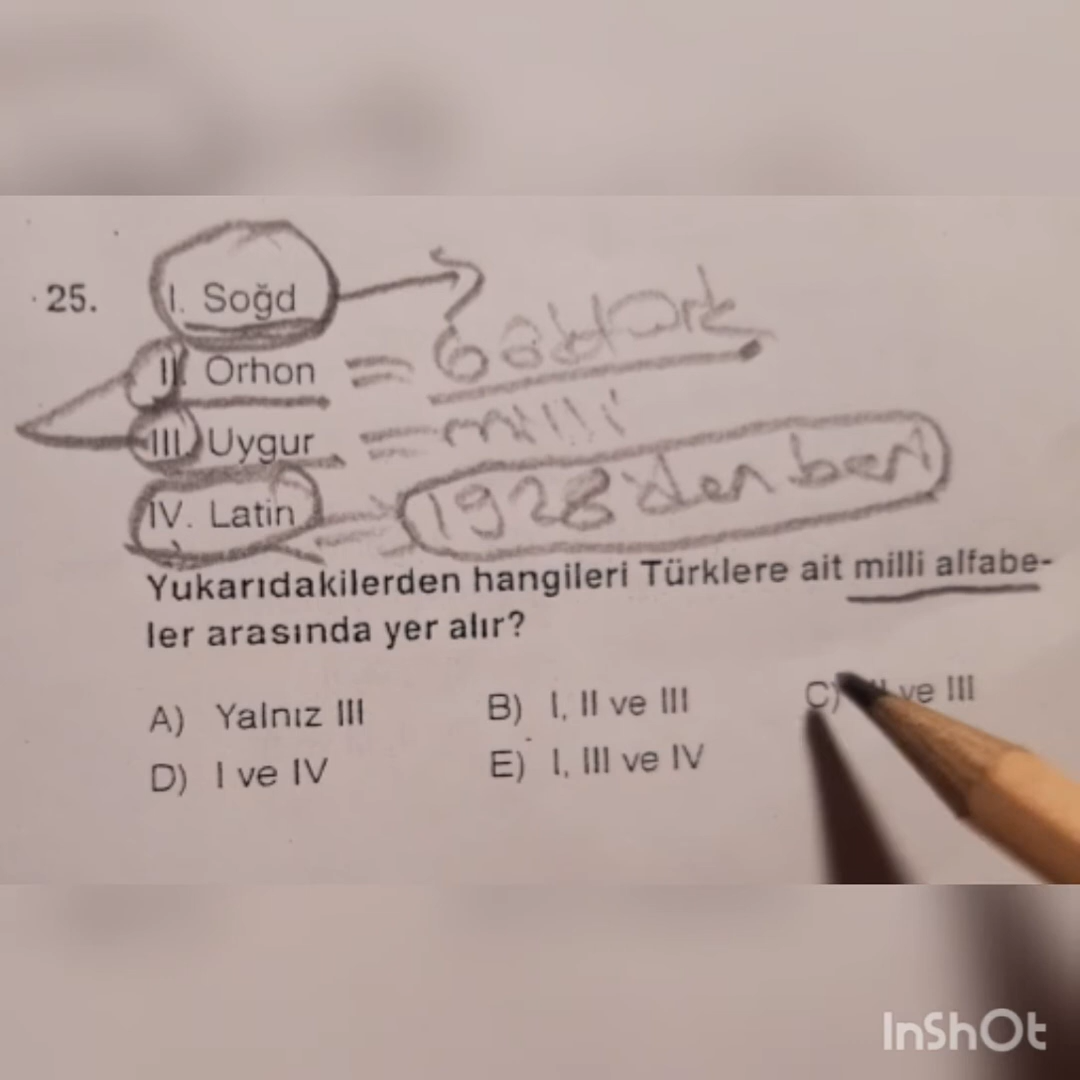 25. I. Soğd
II. Orhon = Göktürk
III. Uygur = milli
IV. Latin 1928'den beri
Yukarıdakilerden hangileri Türklere ait milli alfabe-
ler arasında yer alır?
A) Yalnız III B) I, II ve III C) II ve III
D) I ve IV E) I, III ve IV
InShOt